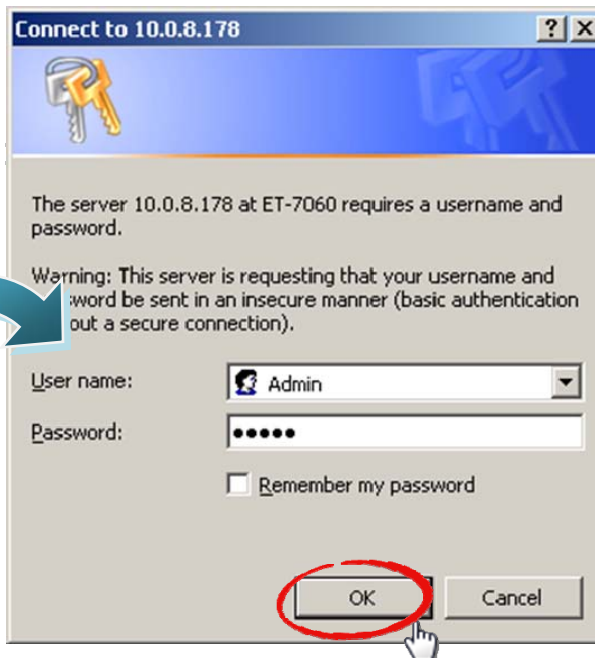 Connect to 10.0.8.178
The server 10.0.8.178 at ET-7060 requires a username and
password.
Warning: This server is requesting that your username and
sword be sent in an insecure manner (basic authentication
out a secure connection).
User name:
Admin
Password:
•••••
Remember my password
OK
Cancel